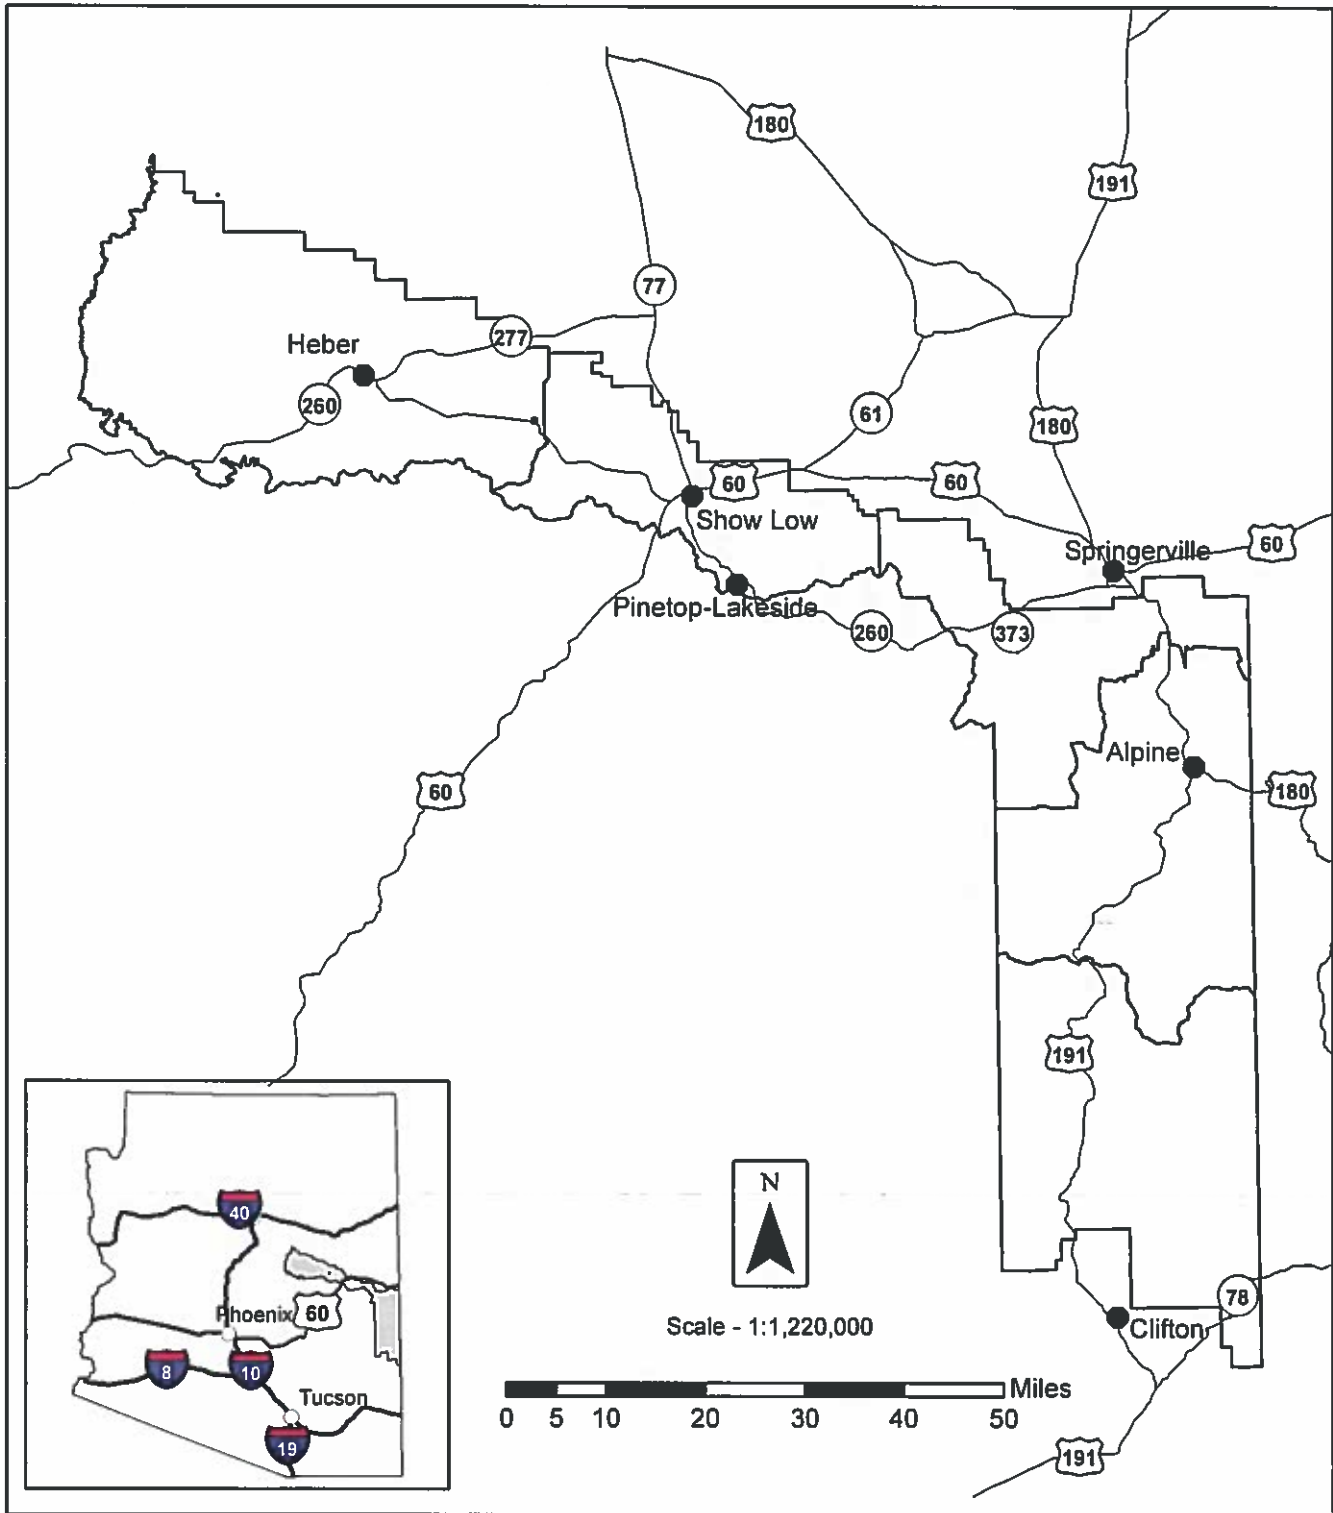 180
191
77
277
Heber
260
61
180
60
60
Show Low
Springerville
60
Pinetop-Lakeside
260
373
Alpine
60
180
191
40
N
Phoenix
60
78
Scale - 1:1,220,000
Clifton
8
10
Tucson
Miles
0 5 10 20 30 40 50
19
191